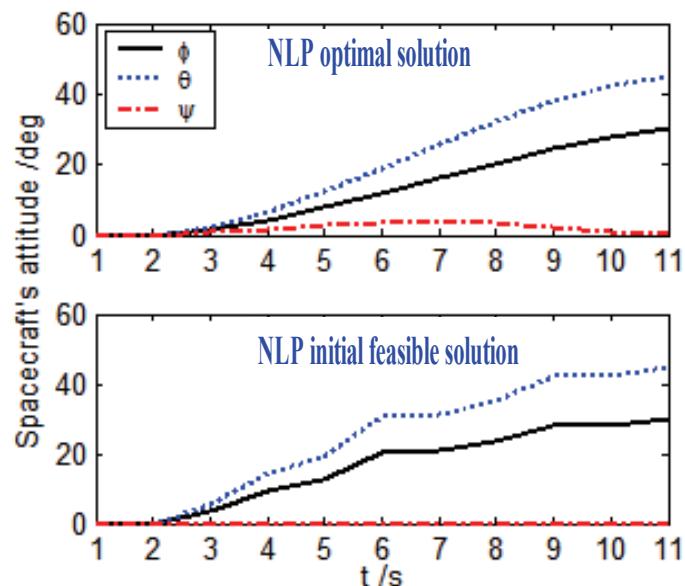 Spacecraft's attitude /deg
NLP optimal solution
ϕ
θ
ψ
60
40
20
0
1 2 3 4 5 6 7 8 9 10 11
NLP initial feasible solution
60
40
20
0
1 2 3 4 5 6 7 8 9 10 11
t /s